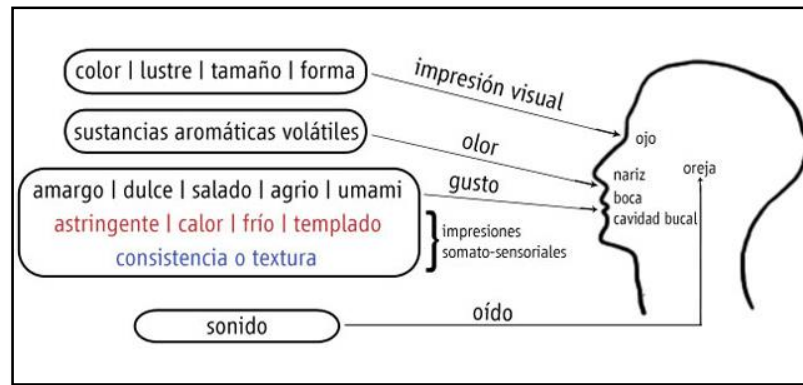 color | lustre | tamaño | forma
impresión visual
ojo
sustancias aromáticas volátiles
olor
nariz
oreja
amargo | dulce | salado | agrio | umami
gusto
boca
cavidad bucal
astringente | calor | frío | templado
consistencia o textura
impresiones
somato-sensoriales
sonido
oído